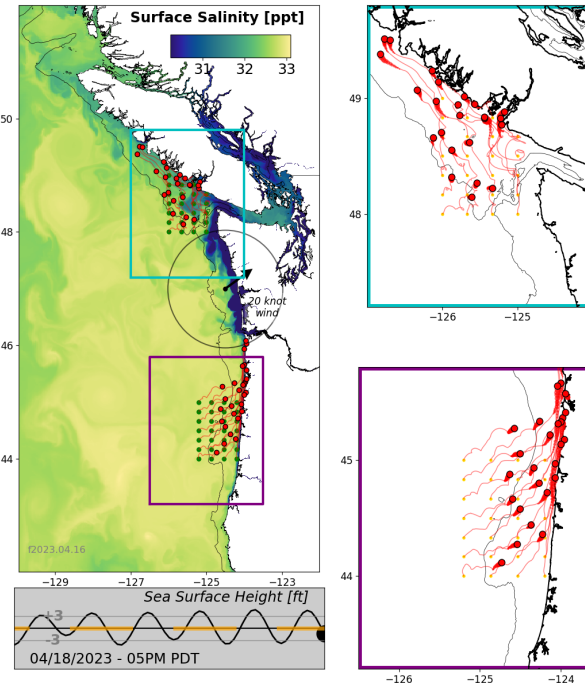 Surface Salinity [ppt]
31 32 33
50
48
46
44
20 knot
wind
f2023.04.16
−129 −127 −125 −123
Sea Surface Height [ft]
+3
-3
04/18/2023 - 05PM PDT
49
48
−126 −125
45
44
−126 −125 −124